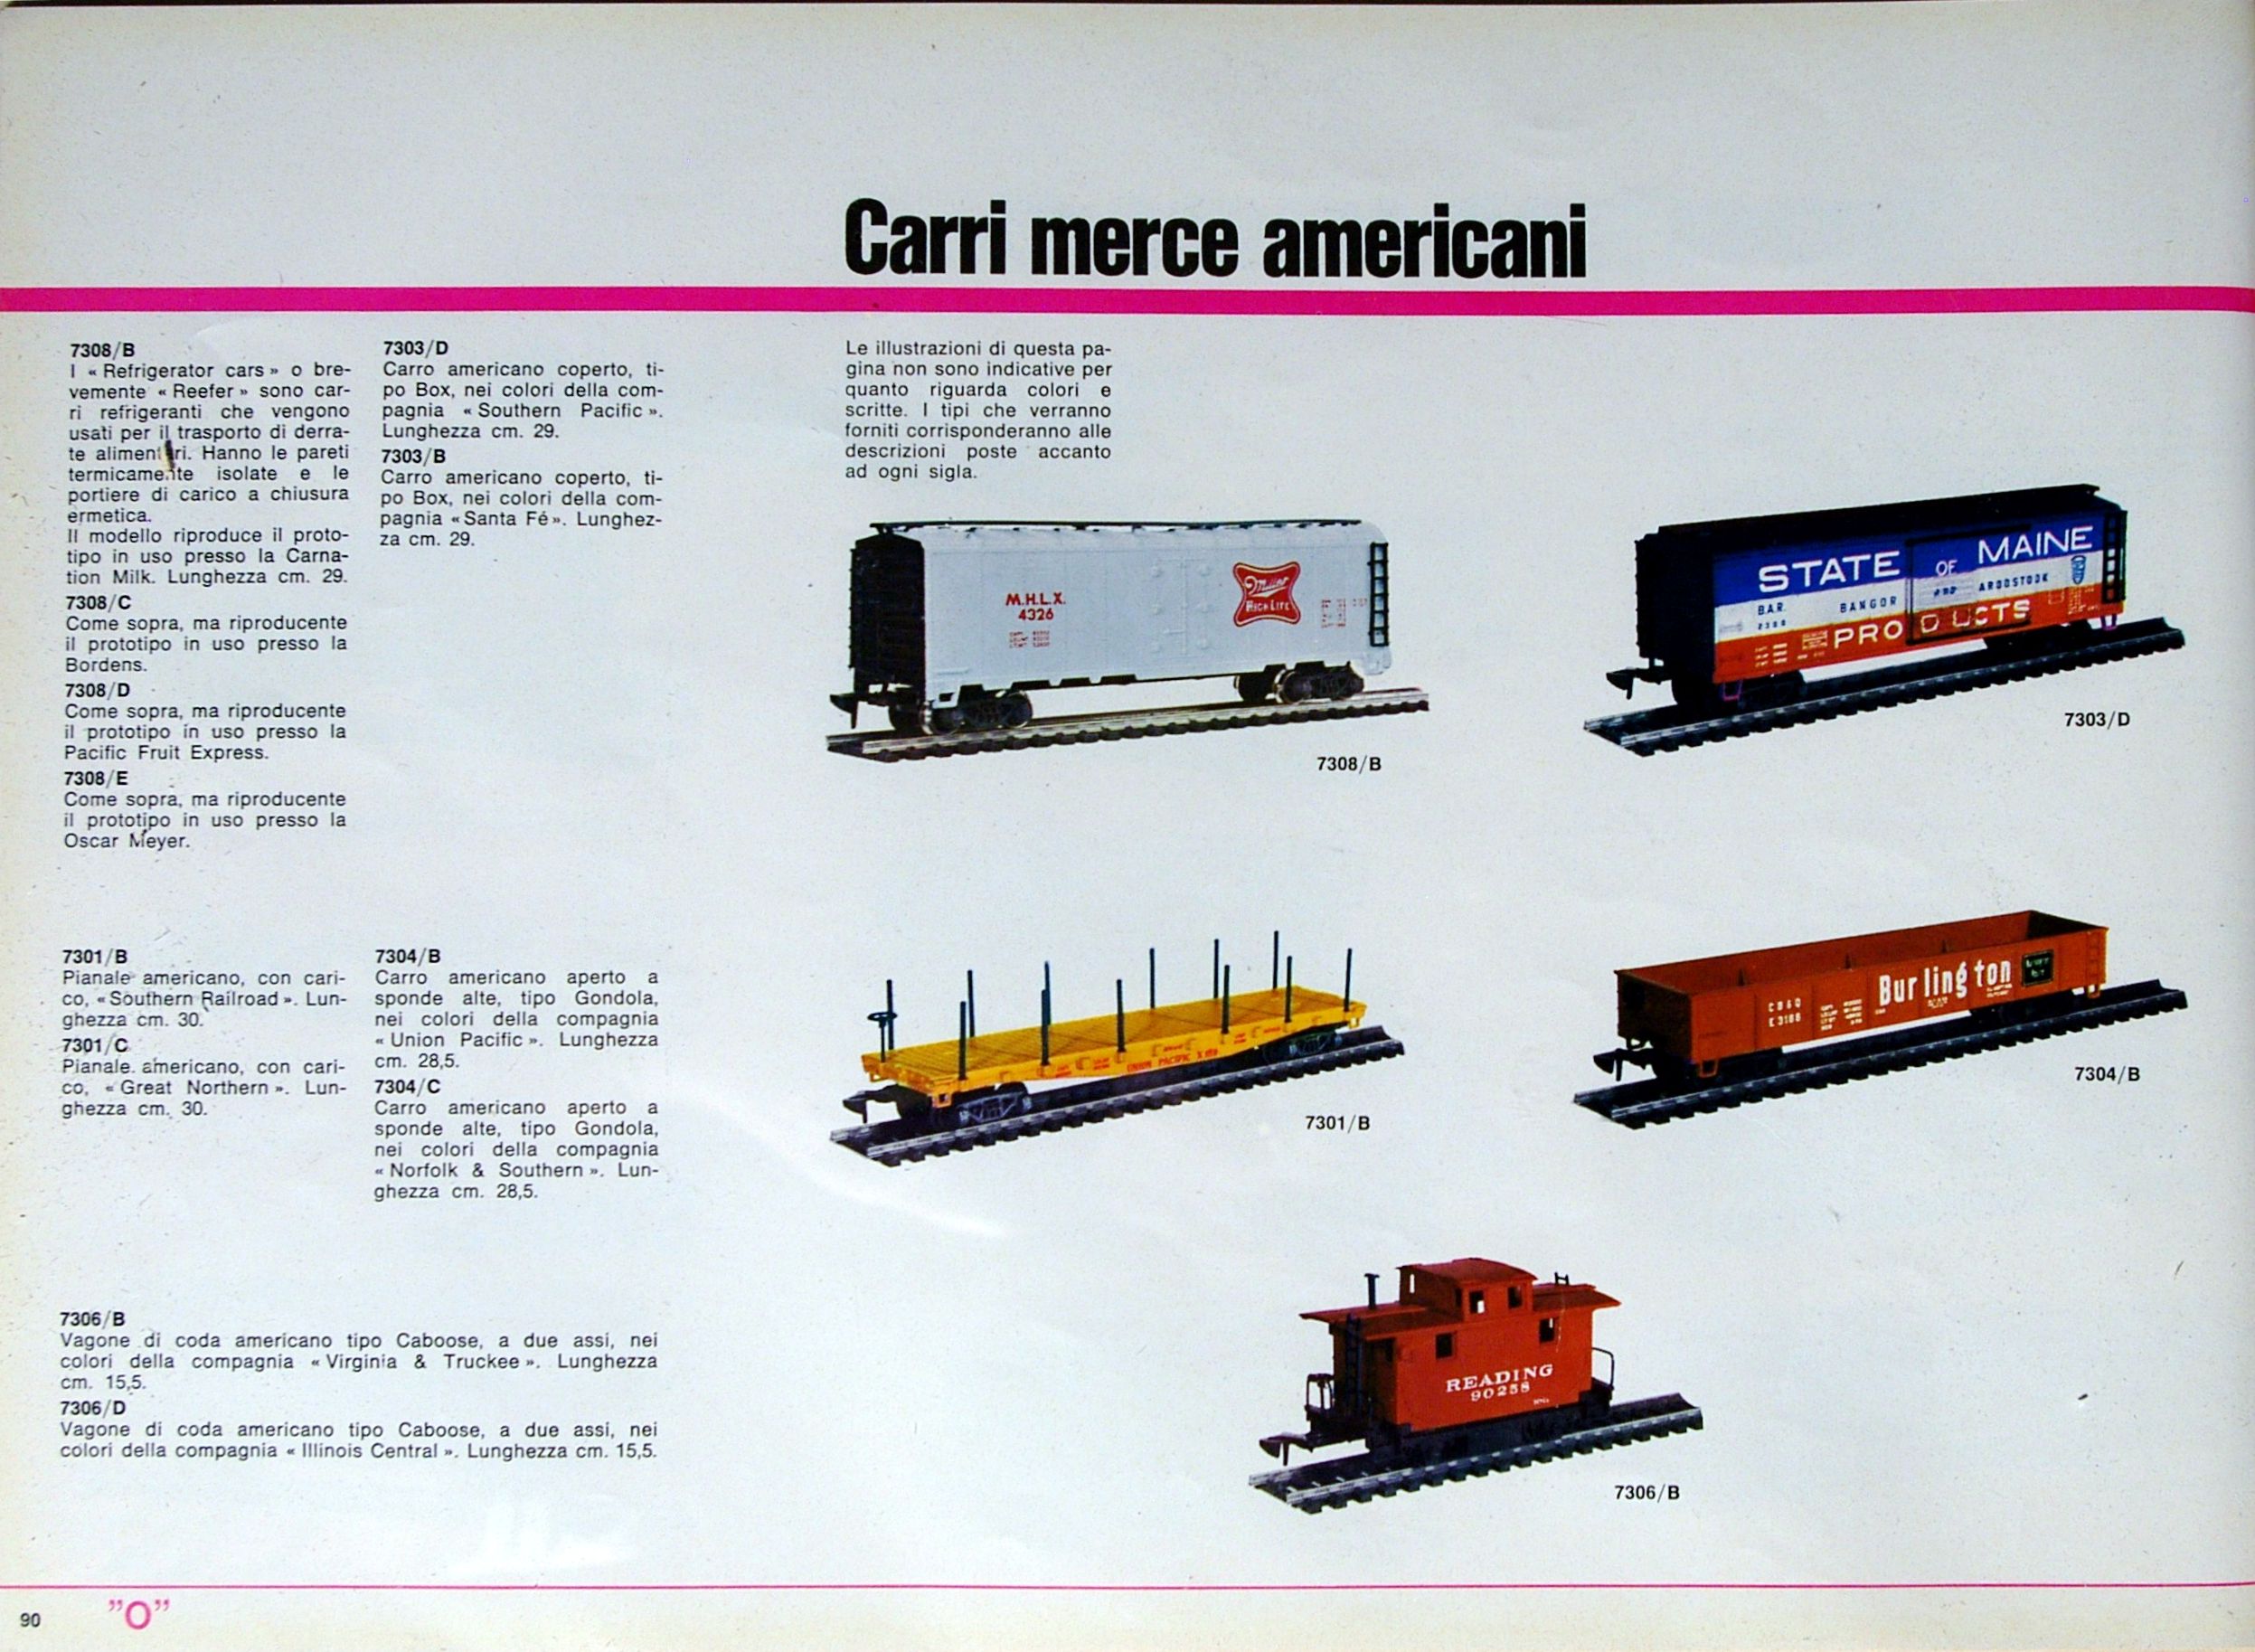 Carri merce americani
7308/B
I « Refrigerator cars » o bre-
vemente « Reefer » sono car-
ri refrigeranti che vengono
usati per il trasporto di derra-
te alimentari. Hanno le pareti
termicamente isolate e le
portiere di carico a chiusura
ermetica.
Il modello riproduce il proto-
tipo in uso presso la Carna-
tion Milk. Lunghezza cm. 29.
7308/C
Come sopra, ma riproducente
il prototipo in uso presso la
Bordens.
7308/D
Come sopra, ma riproducente
il prototipo in uso presso la
Pacific Fruit Express.
7308/E
Come sopra, ma riproducente
il prototipo in uso presso la
Oscar Meyer.
7303/D
Carro americano coperto, ti-
po Box, nei colori della com-
pagnia « Southern Pacific ».
Lunghezza cm. 29.
7303/B
Carro americano coperto, ti-
po Box, nei colori della com-
pagnia « Santa Fé ». Lunghez-
za cm. 29.
Le illustrazioni di questa pa-
gina non sono indicative per
quanto riguarda colori e
scritte. I tipi che verranno
forniti corrisponderanno alle
descrizioni poste accanto
ad ogni sigla.
M.H.L.X.
4326
Miller
HIGH LIFE
7308/B
STATE OF MAINE
B.A.R.
2300
BANGOR AND AROOSTOOK
PRODUCTS
7303/D
7301/B
Pianale americano, con cari-
co, « Southern Railroad ». Lun-
ghezza cm. 30.
7301/C
Pianale americano, con cari-
co, « Great Northern ». Lun-
ghezza cm. 30.
7304/B
Carro americano aperto a
sponde alte, tipo Gondola,
nei colori della compagnia
« Union Pacific ». Lunghezza
cm. 28,5.
7304/C
Carro americano aperto a
sponde alte, tipo Gondola,
nei colori della compagnia
« Norfolk & Southern ». Lun-
ghezza cm. 28,5.
UNION PACIFIC
7301/B
CB&Q
E3188
Burlington
7304/B
7306/B
Vagone di coda americano tipo Caboose, a due assi, nei
colori della compagnia « Virginia & Truckee ». Lunghezza
cm. 15,5.
7306/D
Vagone di coda americano tipo Caboose, a due assi, nei
colori della compagnia « Illinois Central ». Lunghezza cm. 15,5.
READING
90258
7306/B
90
"O"